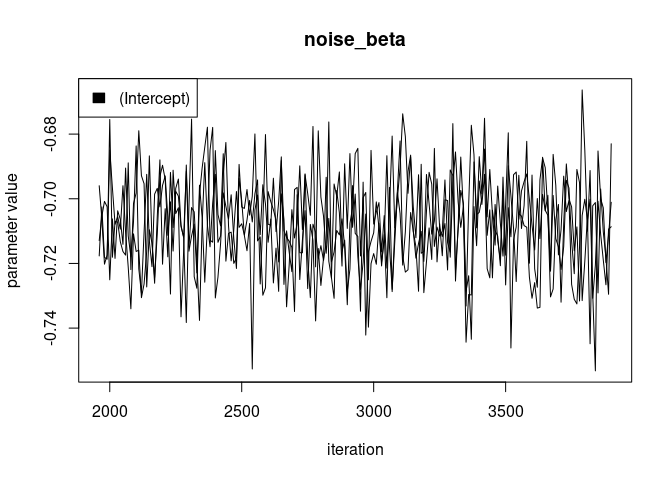 noise_beta
(Intercept)
parameter value
-0.68
-0.70
-0.72
-0.74
2000
2500
3000
3500
iteration